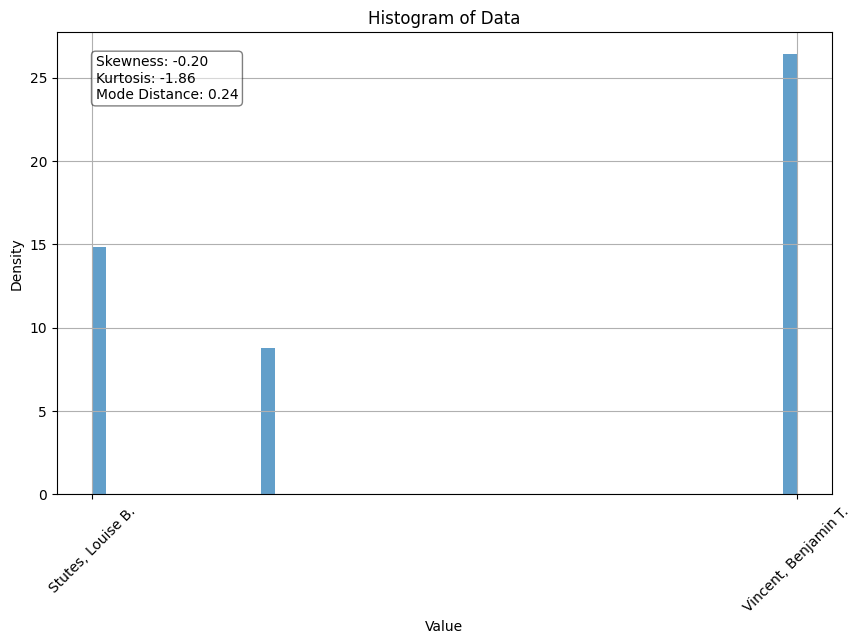 Histogram of Data
Skewness: -0.20
Kurtosis: -1.86
Mode Distance: 0.24
25
20
15
10
5
0
Density
Stutes, Louise B.
Vincent, Benjamin T.
Value